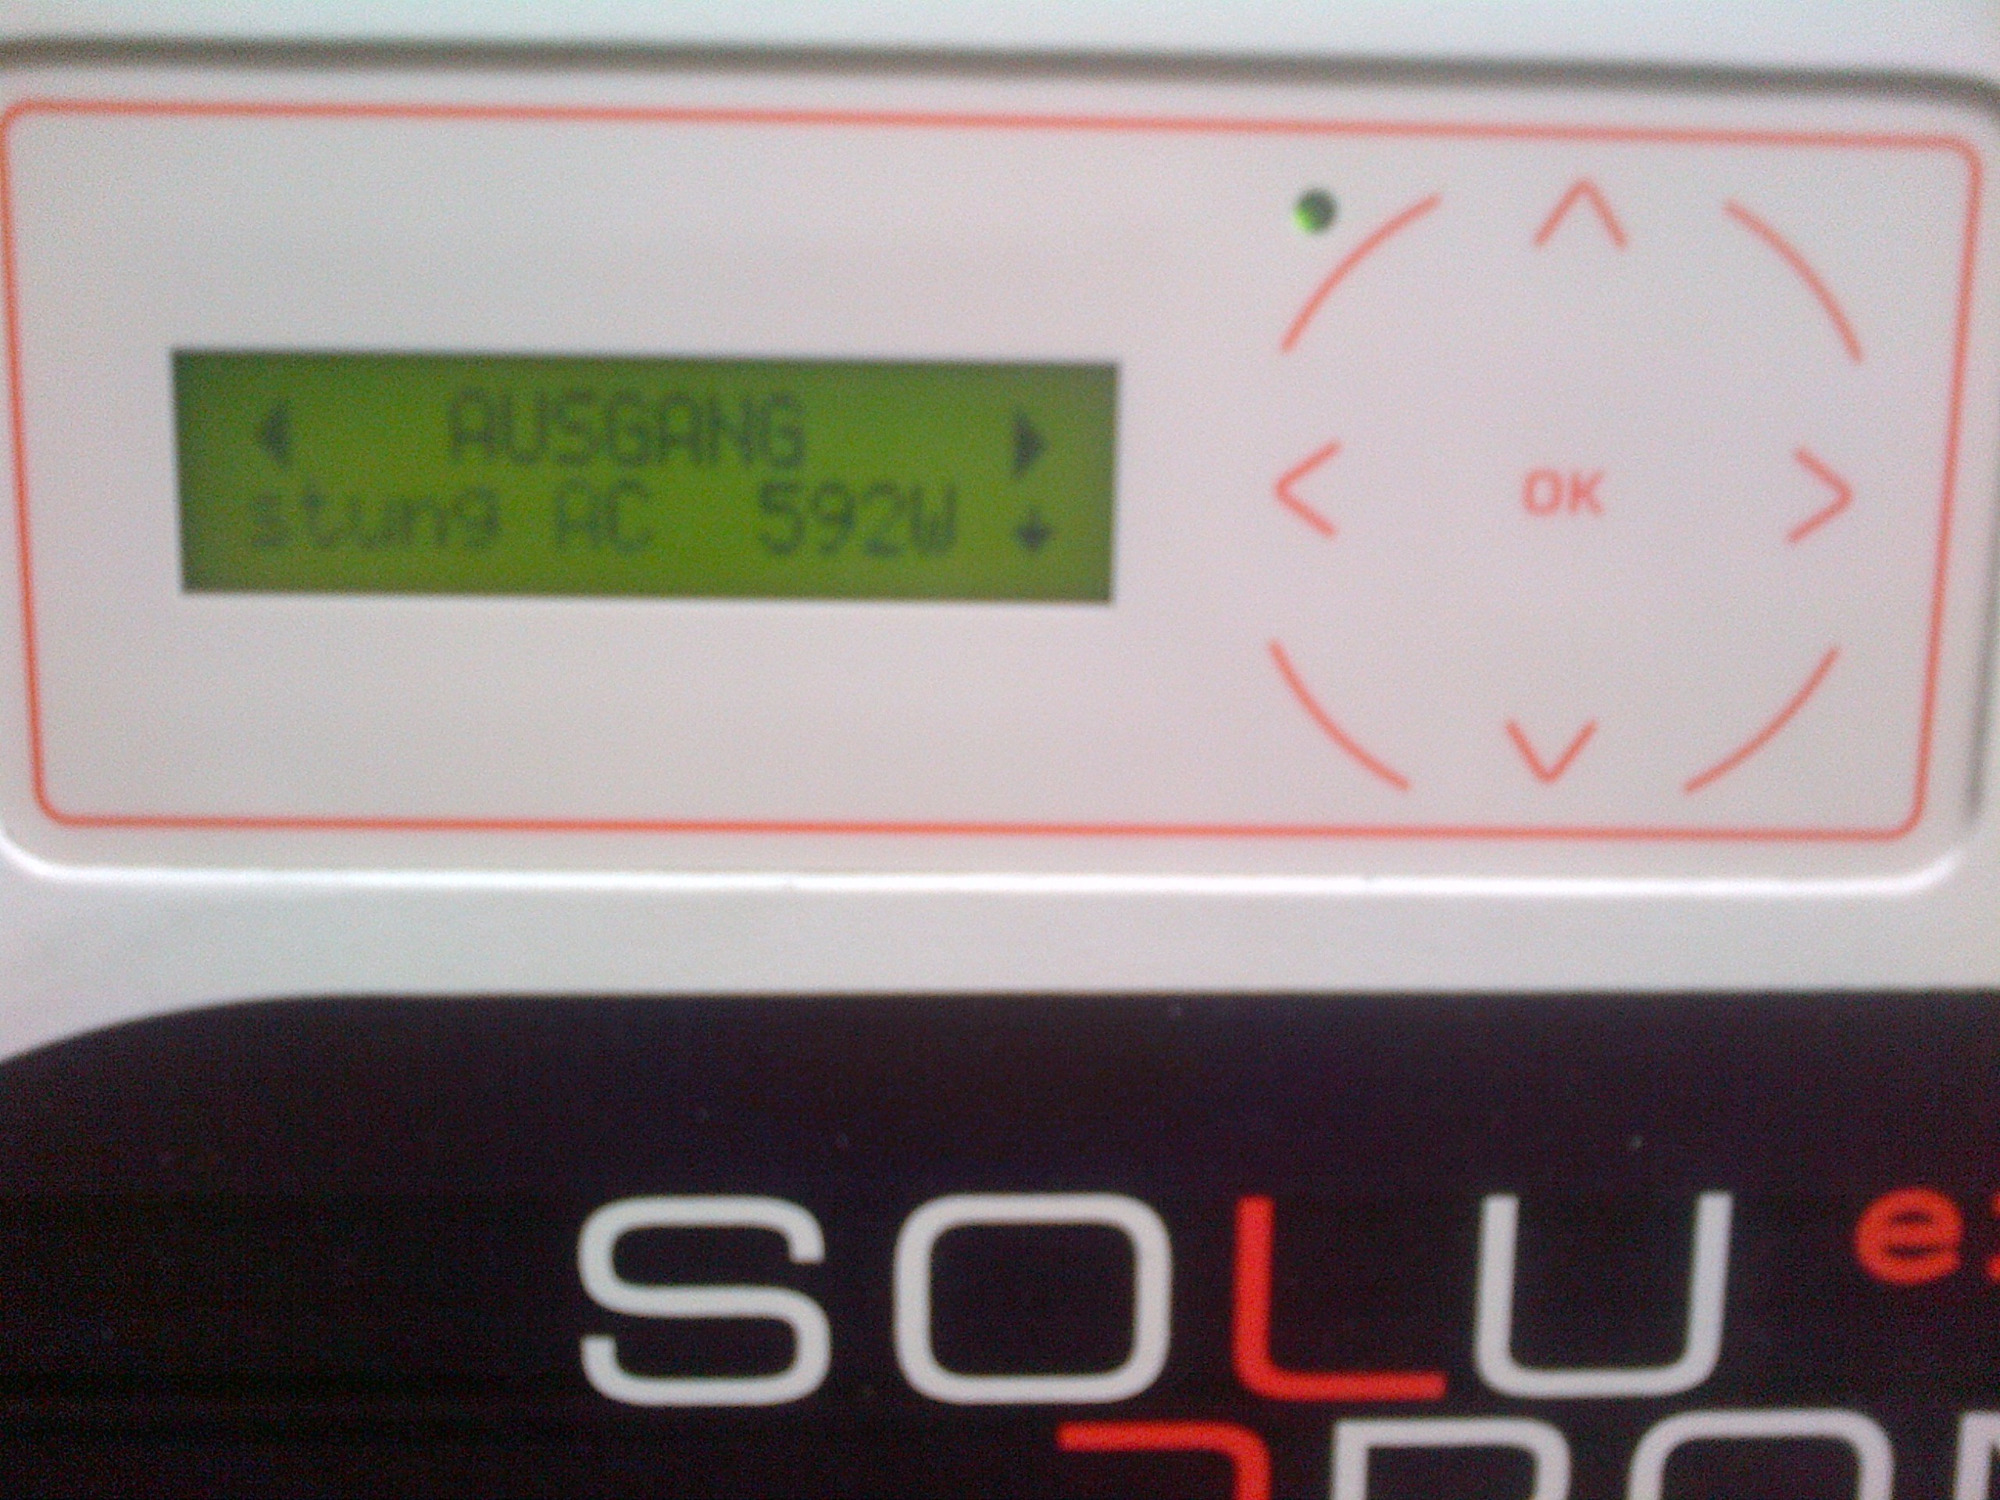 AUSGANG
stung AC 592W
OK
SOLU